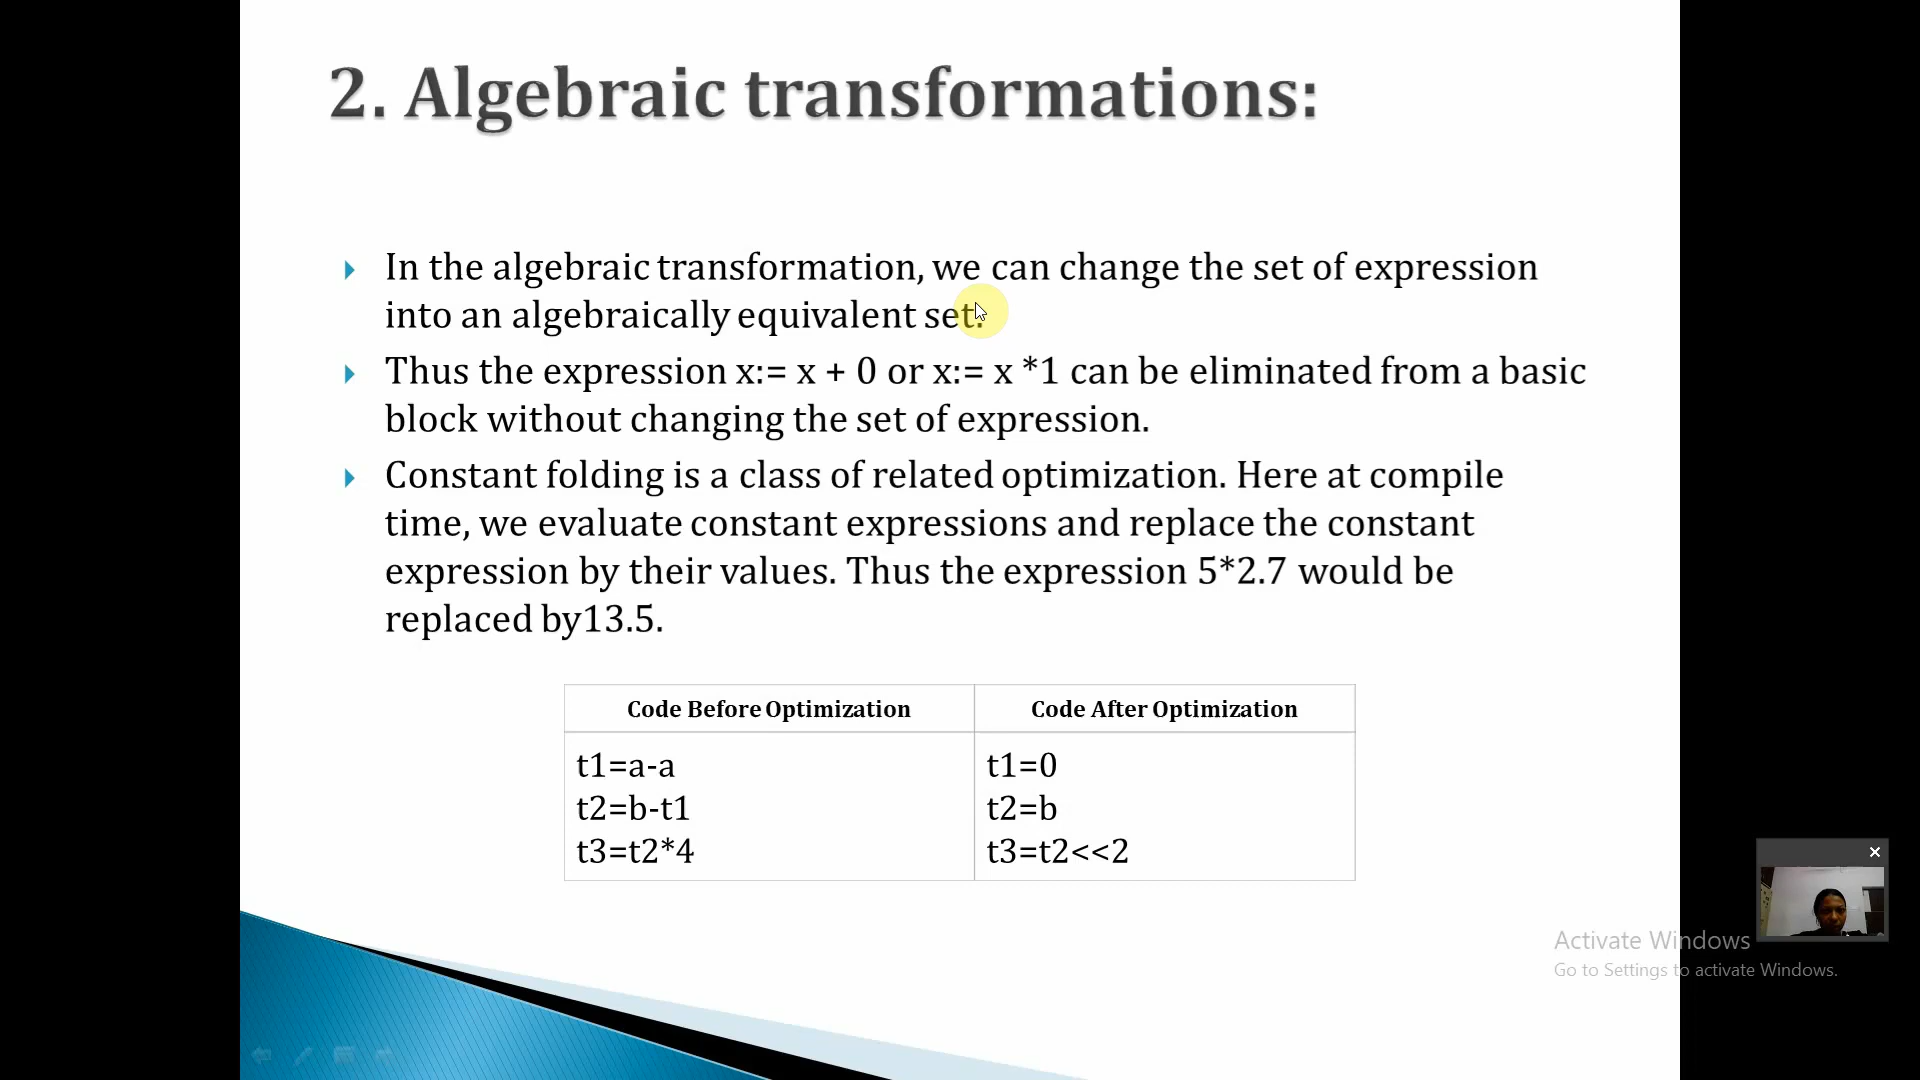 2. Algebraic transformations:
In the algebraic transformation, we can change the set of expression
into an algebraically equivalent set.
Thus the expression x:= x + 0 or x:= x *1 can be eliminated from a basic
block without changing the set of expression.
Constant folding is a class of related optimization. Here at compile
time, we evaluate constant expressions and replace the constant
expression by their values. Thus the expression 5*2.7 would be
replaced by13.5.
Code Before Optimization
Code After Optimization
t1=a-a
t2=b-t1
t3=t2*4
t1=0
t2=b
t3=t2<<2
Activate Windows
Go to Settings to activate Windows.